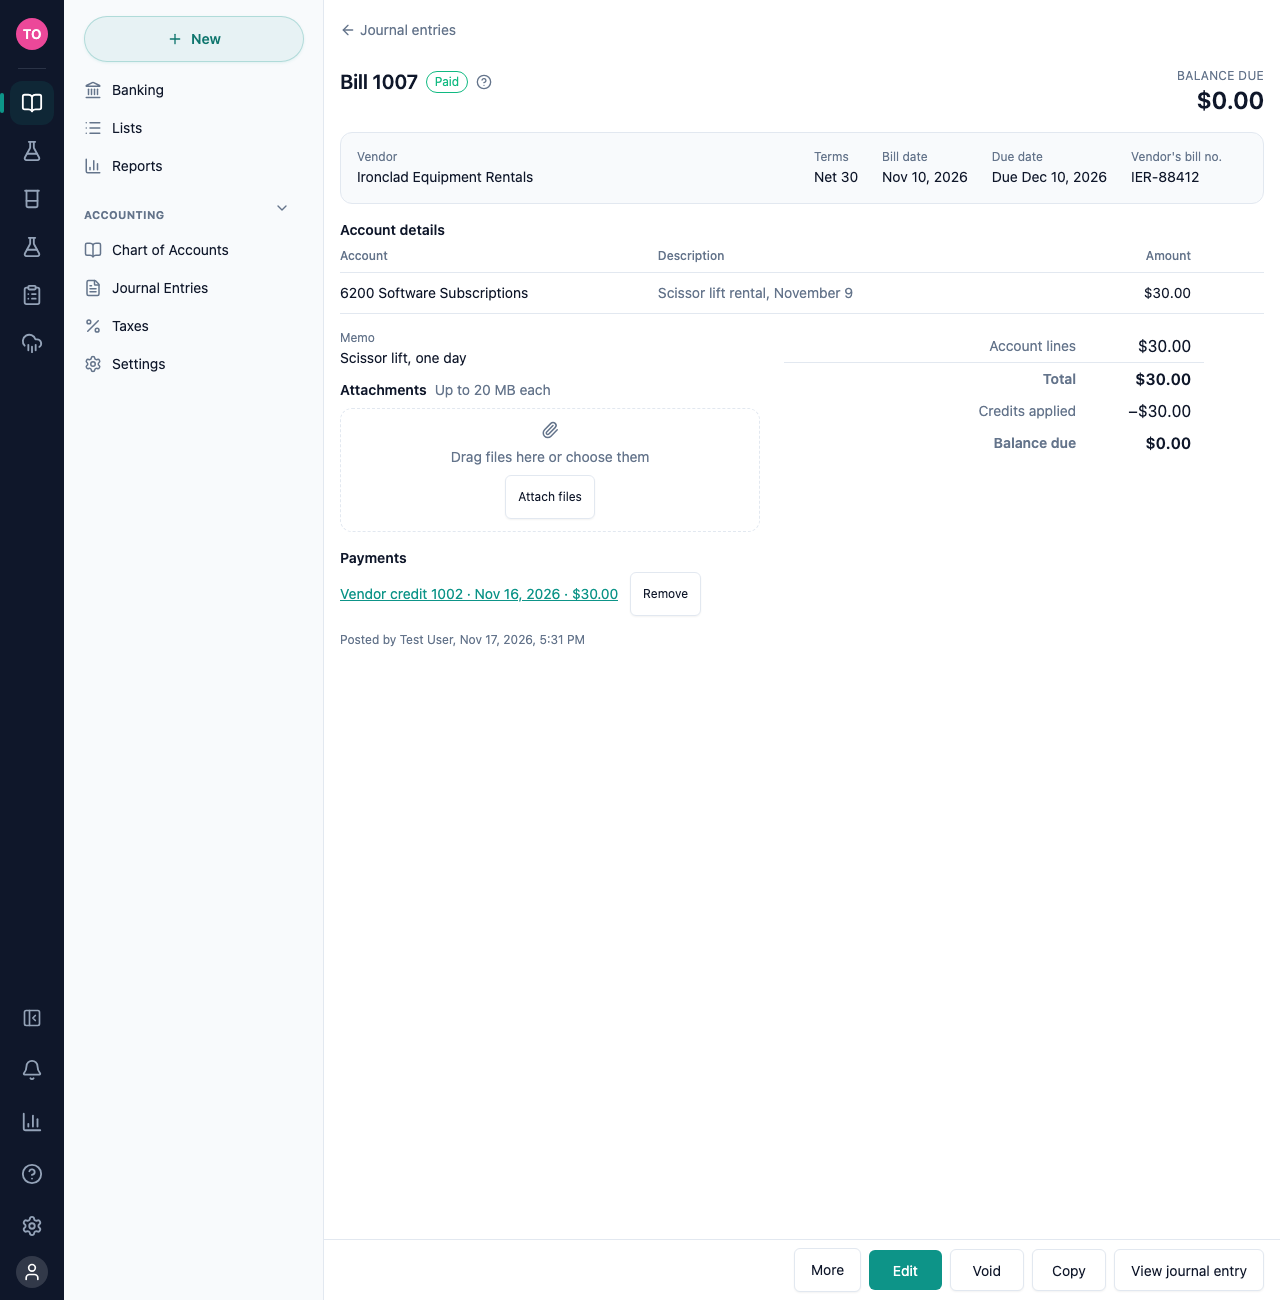 TO
New
Banking
Lists
Reports
ACCOUNTING
Chart of Accounts
Journal Entries
Taxes
Settings
Journal entries
Bill 1007 Paid
BALANCE DUE
$0.00
Vendor Terms Bill date Due date Vendor's bill no.
Ironclad Equipment Rentals Net 30 Nov 10, 2026 Due Dec 10, 2026 IER-88412
Account details
Account Description Amount
6200 Software Subscriptions Scissor lift rental, November 9 $30.00
Memo
Scissor lift, one day
Account lines $30.00
Total $30.00
Credits applied –$30.00
Balance due $0.00
Attachments Up to 20 MB each
Drag files here or choose them
Attach files
Payments
Vendor credit 1002 · Nov 16, 2026 · $30.00 Remove
Posted by Test User, Nov 17, 2026, 5:31 PM
More Edit Void Copy View journal entry